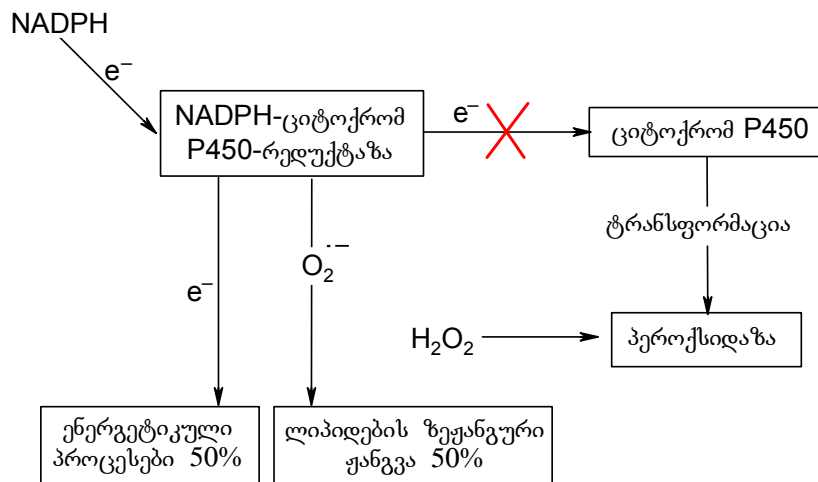 NADPH
e⁻
NADPH-ციტოქრომ
P450-რედუქტაზა
e⁻
ციტოქრომ P450
ტრანსფორმაცია
O₂˙⁻
e⁻
H₂O₂
პეროქსიდაზა
ენერგეტიკული
პროცესები 50%
ლიპიდების ზეჟანგური
ჟანგვა 50%